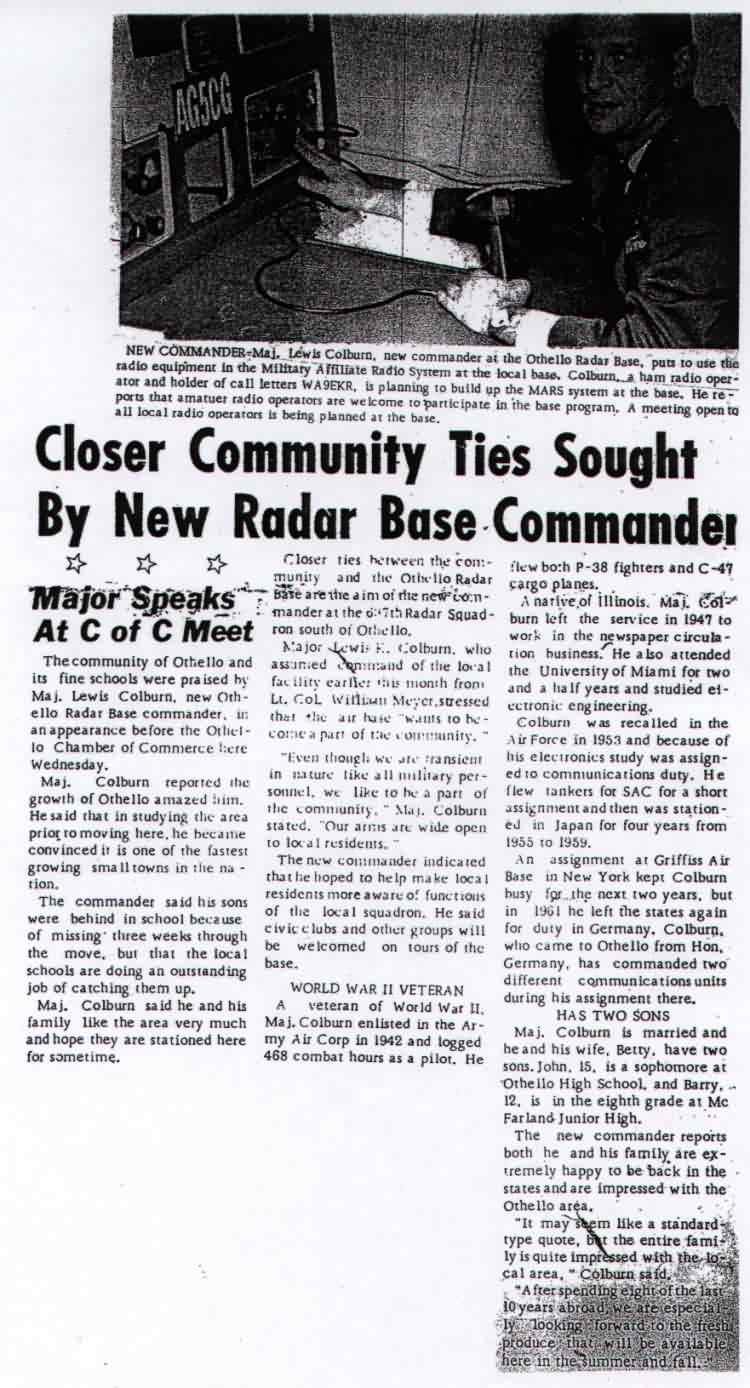 AG5CG
NEW COMMANDER-Maj. Lewis Colburn, new commander at the Othello Radar Base, puts to use the
radio equipment in the Military Affiliate Radio System at the local base. Colburn, a ham radio oper-
ator and holder of call letters WA9EKR, is planning to build up the MARS system at the base. He re-
ports that amatuer radio operators are welcome to participate in the base program. A meeting open to
all local radio operators is being planned at the base.
Closer Community Ties Sought
By New Radar Base Commander
Major Speaks
At C of C Meet
The community of Othello and
its fine schools were praised by
Maj. Lewis Colburn, new Oth-
ello Radar Base commander, in
an appearance before the Othel-
lo Chamber of Commerce here
Wednesday.
Maj. Colburn reported the
growth of Othello amazed him.
He said that in studying the area
prior to moving here, he became
convinced it is one of the fastest
growing small towns in the na-
tion.
The commander said his sons
were behind in school because
of missing three weeks through
the move, but that the local
schools are doing an outstanding
job of catching them up.
Maj. Colburn said he and his
family like the area very much
and hope they are stationed here
for sometime.
Closer ties between the com-
munity and the Othello Radar
Base are the aim of the new com-
mander at the 637th Radar Squad-
ron south of Othello.
Major Lewis E. Colburn, who
assumed command of the local
facility earlier this month from
Lt. Col. William Meyer, stressed
that the air base "wants to be-
come a part of the community."
"Even though we are transient
in nature like all military per-
sonnel, we like to be a part of
the community," Maj. Colburn
stated. "Our arms are wide open
to local residents."
The new commander indicated
that he hoped to help make local
residents more aware of functions
of the local squadron. He said
civic clubs and other groups will
be welcomed on tours of the
base.
WORLD WAR II VETERAN
A veteran of World War II,
Maj. Colburn enlisted in the Ar-
my Air Corp in 1942 and logged
468 combat hours as a pilot. He
flew both P-38 fighters and C-47
cargo planes.
A native of Illinois, Maj. Col-
burn left the service in 1947 to
work in the newspaper circula-
tion business. He also attended
the University of Miami for two
and a half years and studied el-
ectronic engineering.
Colburn was recalled in the
Air Force in 1953 and because of
his electronics study was assign-
ed to communications duty. He
flew tankers for SAC for a short
assignment and then was station-
ed in Japan for four years from
1955 to 1959.
An assignment at Griffiss Air
Base in New York kept Colburn
busy for the next two years, but
in 1961 he left the states again
for duty in Germany. Colburn,
who came to Othello from Hon,
Germany, has commanded two
different communications units
during his assignment there.
HAS TWO SONS
Maj. Colburn is married and
he and his wife, Betty, have two
sons. John, 15, is a sophomore at
Othello High School, and Barry,
12, is in the eighth grade at Mc
Farland Junior High.
The new commander reports
both he and his family are ex-
tremely happy to be back in the
states and are impressed with the
Othello area.
"It may seem like a standard-
type quote, but the entire fami-
ly is quite impressed with the lo-
cal area," Colburn said.
"After spending eight of the last
10 years abroad, we are especial-
ly looking forward to the fresh
produce that will be available
here in the summer and fall."